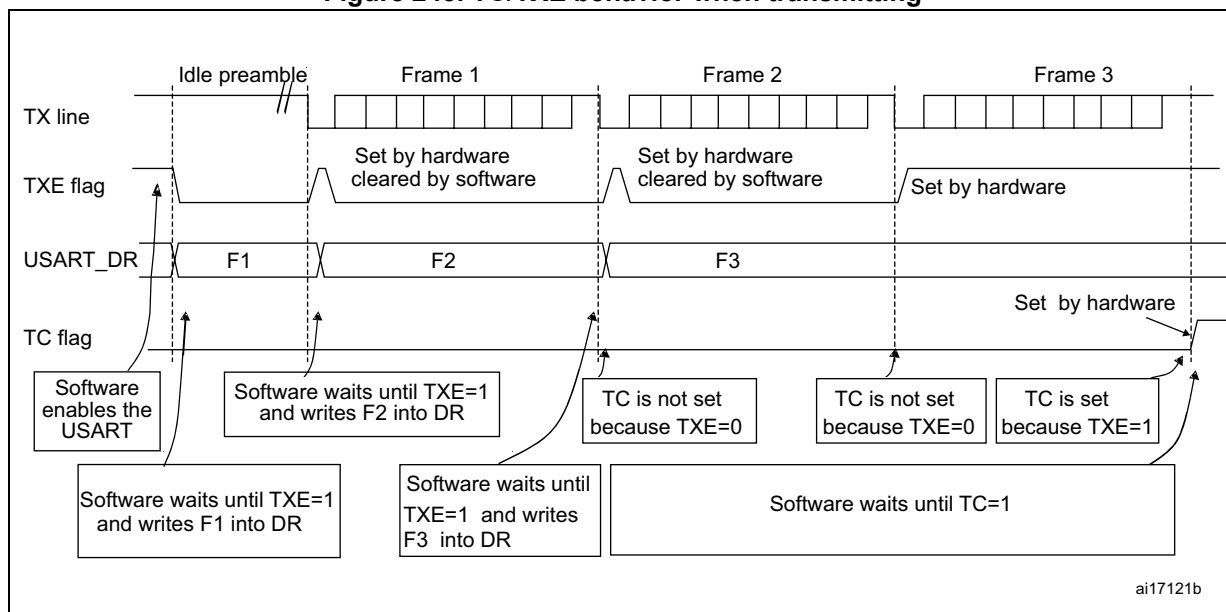 Idle preamble Frame 1 Frame 2 Frame 3
TX line
Set by hardware
cleared by software
Set by hardware
cleared by software
TXE flag
Set by hardware
USART_DR F1 F2 F3
Set by hardware
TC flag
Software
enables the
USART
Software waits until TXE=1
and writes F2 into DR
TC is not set
because TXE=0
TC is not set
because TXE=0
TC is set
because TXE=1
Software waits until TXE=1
and writes F1 into DR
Software waits until
TXE=1 and writes
F3 into DR
Software waits until TC=1
ai17121b